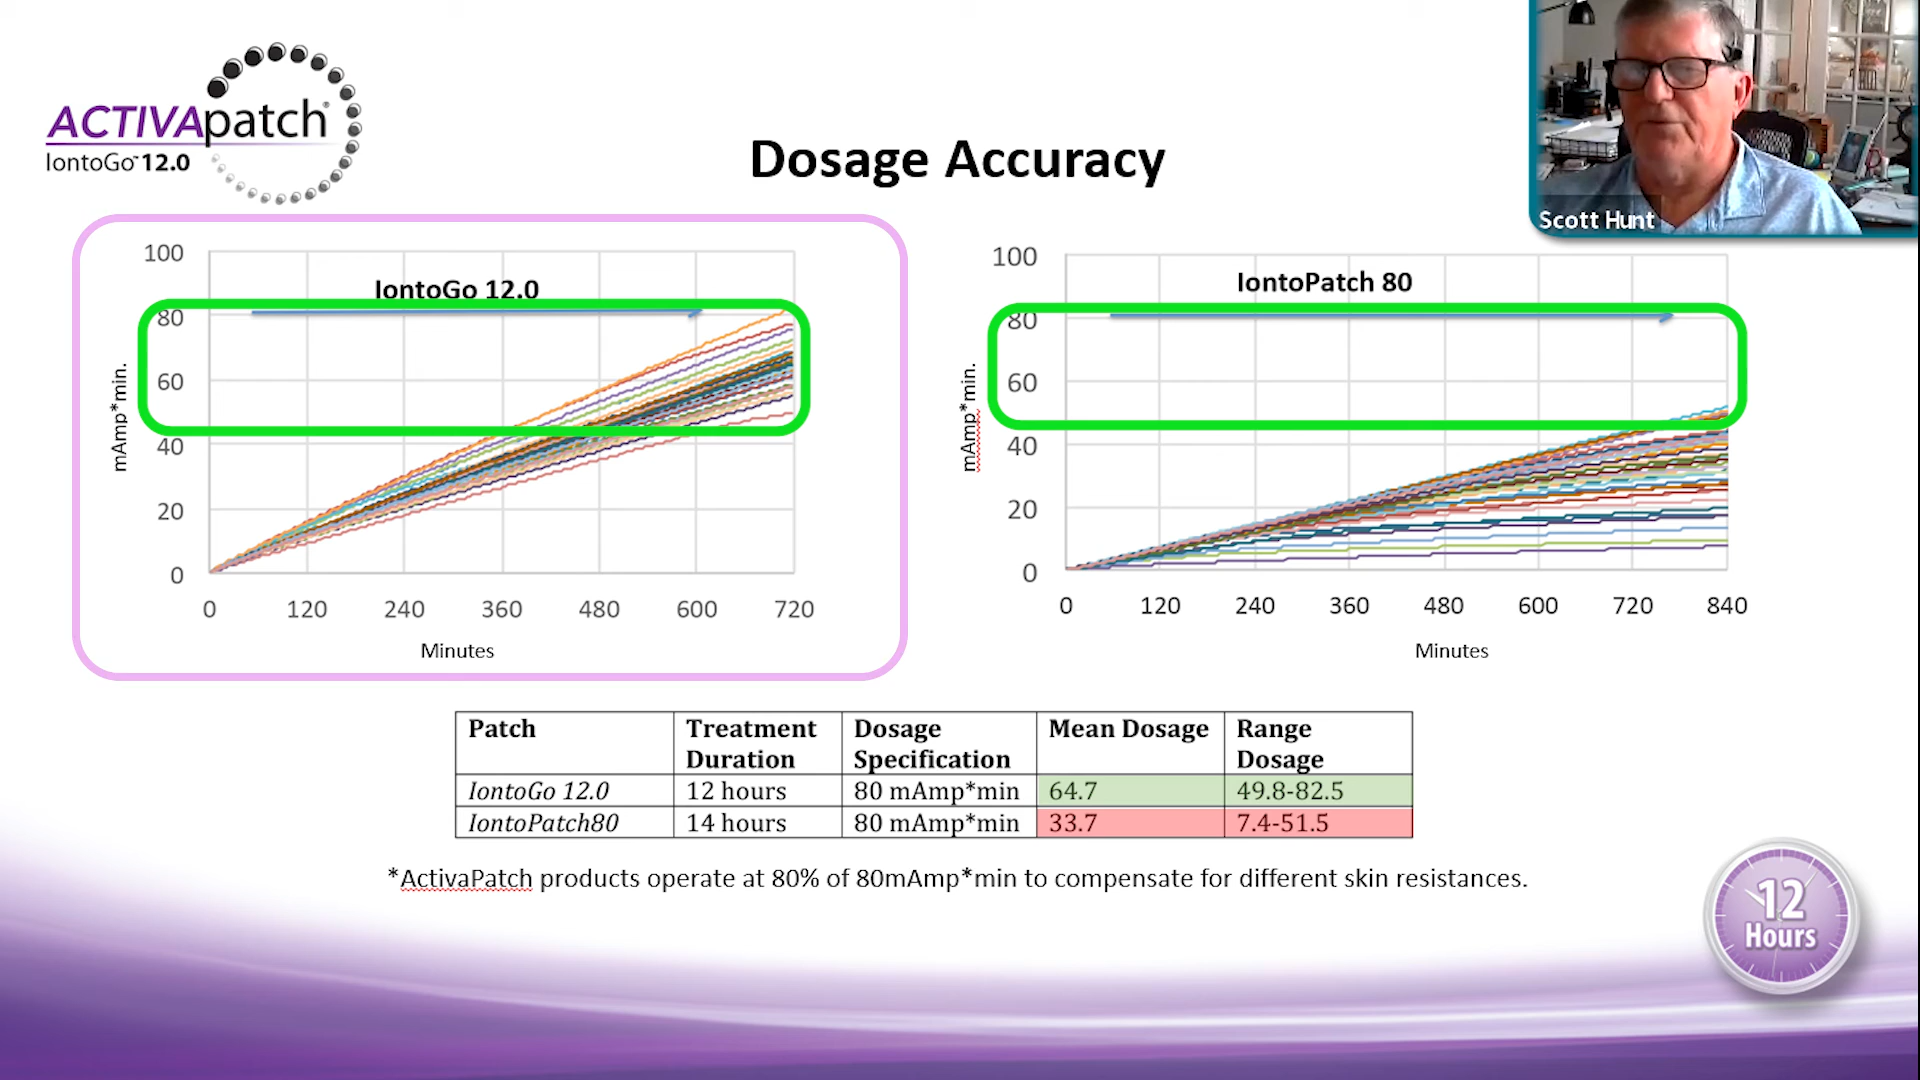 ACTIVApatch®
IontoGo™12.0
Dosage Accuracy
Scott Hunt
IontoGo 12.0
100
80
60
40
20
0
mAmp*min.
0 120 240 360 480 600 720
Minutes
IontoPatch 80
100
80
60
40
20
0
mAmp*min.
0 120 240 360 480 600 720 840
Minutes
Patch Treatment Duration Dosage Specification Mean Dosage Range Dosage
IontoGo 12.0 12 hours 80 mAmp*min 64.7 49.8-82.5
IontoPatch80 14 hours 80 mAmp*min 33.7 7.4-51.5
*ActivaPatch products operate at 80% of 80mAmp*min to compensate for different skin resistances.
12
Hours